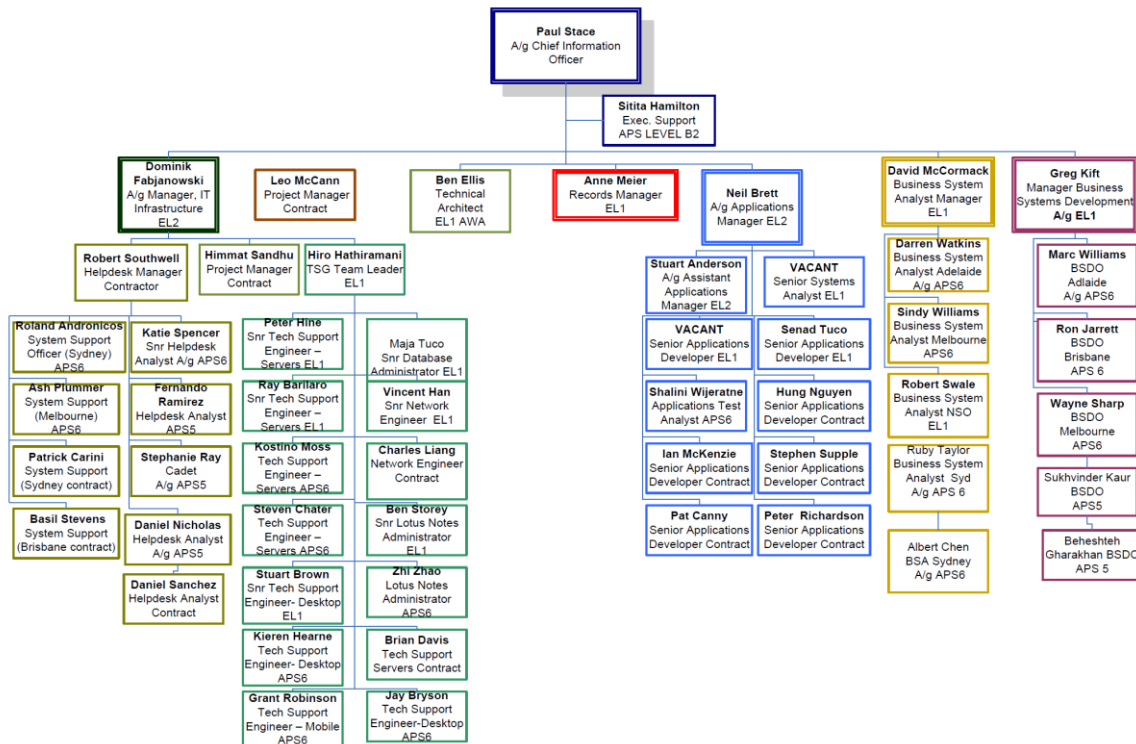 Paul Stace
A/g Chief Information
Officer
Sitita Hamilton
Exec. Support
APS LEVEL B2
Dominik
Fabjanowski
A/g Manager, IT
Infrastructure
EL2
Leo McCann
Project Manager
Contract
Ben Ellis
Technical
Architect
EL1 AWA
Anne Meier
Records Manager
EL1
Neil Brett
A/g Applications
Manager EL2
David McCormack
Business System
Analyst Manager
EL1
Greg Kift
Manager Business
Systems Development
A/g EL1
Robert Southwell
Helpdesk Manager
Contractor
Himmat Sandhu
Project Manager
Contract
Hiro Hathiramani
TSG Team Leader
EL1
Roland Andronicos
System Support
Officer (Sydney)
APS6
Katie Spencer
Snr Helpdesk
Analyst A/g APS6
Ash Plummer
System Support
(Melbourne)
APS6
Fernando
Ramirez
Helpdesk Analyst
APS5
Patrick Carini
System Support
(Sydney contract)
Stephanie Ray
Cadet
A/g APS5
Basil Stevens
System Support
(Brisbane contract)
Daniel Nicholas
Helpdesk Analyst
A/g APS5
Daniel Sanchez
Helpdesk Analyst
Contract
Peter Hine
Snr Tech Support
Engineer –
Servers EL1
Maja Tuco
Snr Database
Administrator EL1
Ray Barilaro
Snr Tech Support
Engineer –
Servers EL1
Vincent Han
Snr Network
Engineer EL1
Kostino Moss
Tech Support
Engineer –
Servers APS6
Charles Liang
Network Engineer
Contract
Steven Chater
Tech Support
Engineer –
Servers APS6
Ben Storey
Snr Lotus Notes
Administrator
EL1
Stuart Brown
Snr Tech Support
Engineer- Desktop
EL1
Zhi Zhao
Lotus Notes
Administrator
APS6
Kieren Hearne
Tech Support
Engineer- Desktop
APS6
Brian Davis
Tech Support
Servers Contract
Grant Robinson
Tech Support
Engineer – Mobile
APS6
Jay Bryson
Tech Support
Engineer-Desktop
APS6
Stuart Anderson
A/g Assistant
Applications
Manager EL2
VACANT
Senior Systems
Analyst EL1
VACANT
Senior Applications
Developer EL1
Senad Tuco
Senior Applications
Developer EL1
Shalini Wijeratne
Applications Test
Analyst APS6
Hung Nguyen
Senior Applications
Developer Contract
Ian McKenzie
Senior Applications
Developer Contract
Stephen Supple
Senior Applications
Developer Contract
Pat Canny
Senior Applications
Developer Contract
Peter Richardson
Senior Applications
Developer Contract
Darren Watkins
Business System
Analyst Adelaide
A/g APS6
Sindy Williams
Business System
Analyst Melbourne
APS6
Robert Swale
Business System
Analyst NSO
EL1
Ruby Taylor
Business System
Analyst Syd
A/g APS 6
Albert Chen
BSA Sydney
A/g APS6
Marc Williams
BSDO
Adlaide
A/g APS6
Ron Jarrett
BSDO
Brisbane
APS 6
Wayne Sharp
BSDO
Melbourne
APS6
Sukhvinder Kaur
BSDO
APS5
Beheshteh
Gharakhan BSDO
APS 5